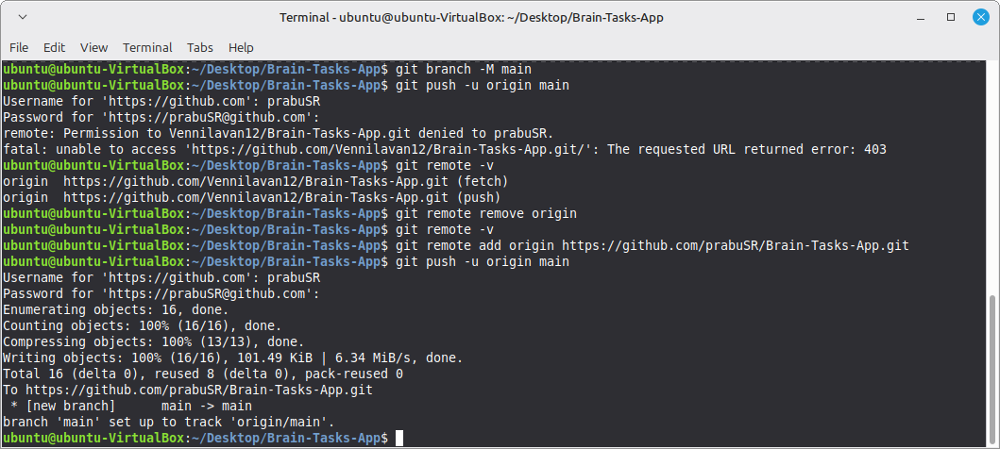 Terminal - ubuntu@ubuntu-VirtualBox: ~/Desktop/Brain-Tasks-App
File Edit View Terminal Tabs Help
ubuntu@ubuntu-VirtualBox:~/Desktop/Brain-Tasks-App$ git branch -M main
ubuntu@ubuntu-VirtualBox:~/Desktop/Brain-Tasks-App$ git push -u origin main
Username for 'https://github.com': prabuSR
Password for 'https://prabuSR@github.com':
remote: Permission to Vennilavan12/Brain-Tasks-App.git denied to prabuSR.
fatal: unable to access 'https://github.com/Vennilavan12/Brain-Tasks-App.git/': The requested URL returned error: 403
ubuntu@ubuntu-VirtualBox:~/Desktop/Brain-Tasks-App$ git remote -v
origin  https://github.com/Vennilavan12/Brain-Tasks-App.git (fetch)
origin  https://github.com/Vennilavan12/Brain-Tasks-App.git (push)
ubuntu@ubuntu-VirtualBox:~/Desktop/Brain-Tasks-App$ git remote remove origin
ubuntu@ubuntu-VirtualBox:~/Desktop/Brain-Tasks-App$ git remote -v
ubuntu@ubuntu-VirtualBox:~/Desktop/Brain-Tasks-App$ git remote add origin https://github.com/prabuSR/Brain-Tasks-App.git
ubuntu@ubuntu-VirtualBox:~/Desktop/Brain-Tasks-App$ git push -u origin main
Username for 'https://github.com': prabuSR
Password for 'https://prabuSR@github.com':
Enumerating objects: 16, done.
Counting objects: 100% (16/16), done.
Compressing objects: 100% (13/13), done.
Writing objects: 100% (16/16), 101.49 KiB | 6.34 MiB/s, done.
Total 16 (delta 0), reused 8 (delta 0), pack-reused 0
To https://github.com/prabuSR/Brain-Tasks-App.git
 * [new branch]      main -> main
branch 'main' set up to track 'origin/main'.
ubuntu@ubuntu-VirtualBox:~/Desktop/Brain-Tasks-App$